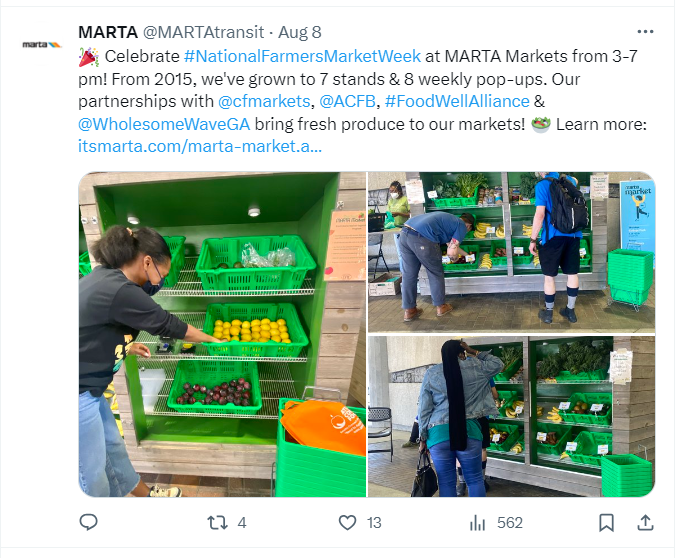 MARTA @MARTAtransit · Aug 8
marta
🎉 Celebrate #NationalFarmersMarketWeek at MARTA Markets from 3-7
pm! From 2015, we've grown to 7 stands & 8 weekly pop-ups. Our
partnerships with @cfmarkets, @ACFB, #FoodWellAlliance &
@WholesomeWaveGA bring fresh produce to our markets! 🥗 Learn more:
itsmarta.com/marta-market.a...
marta
market
4
13
562